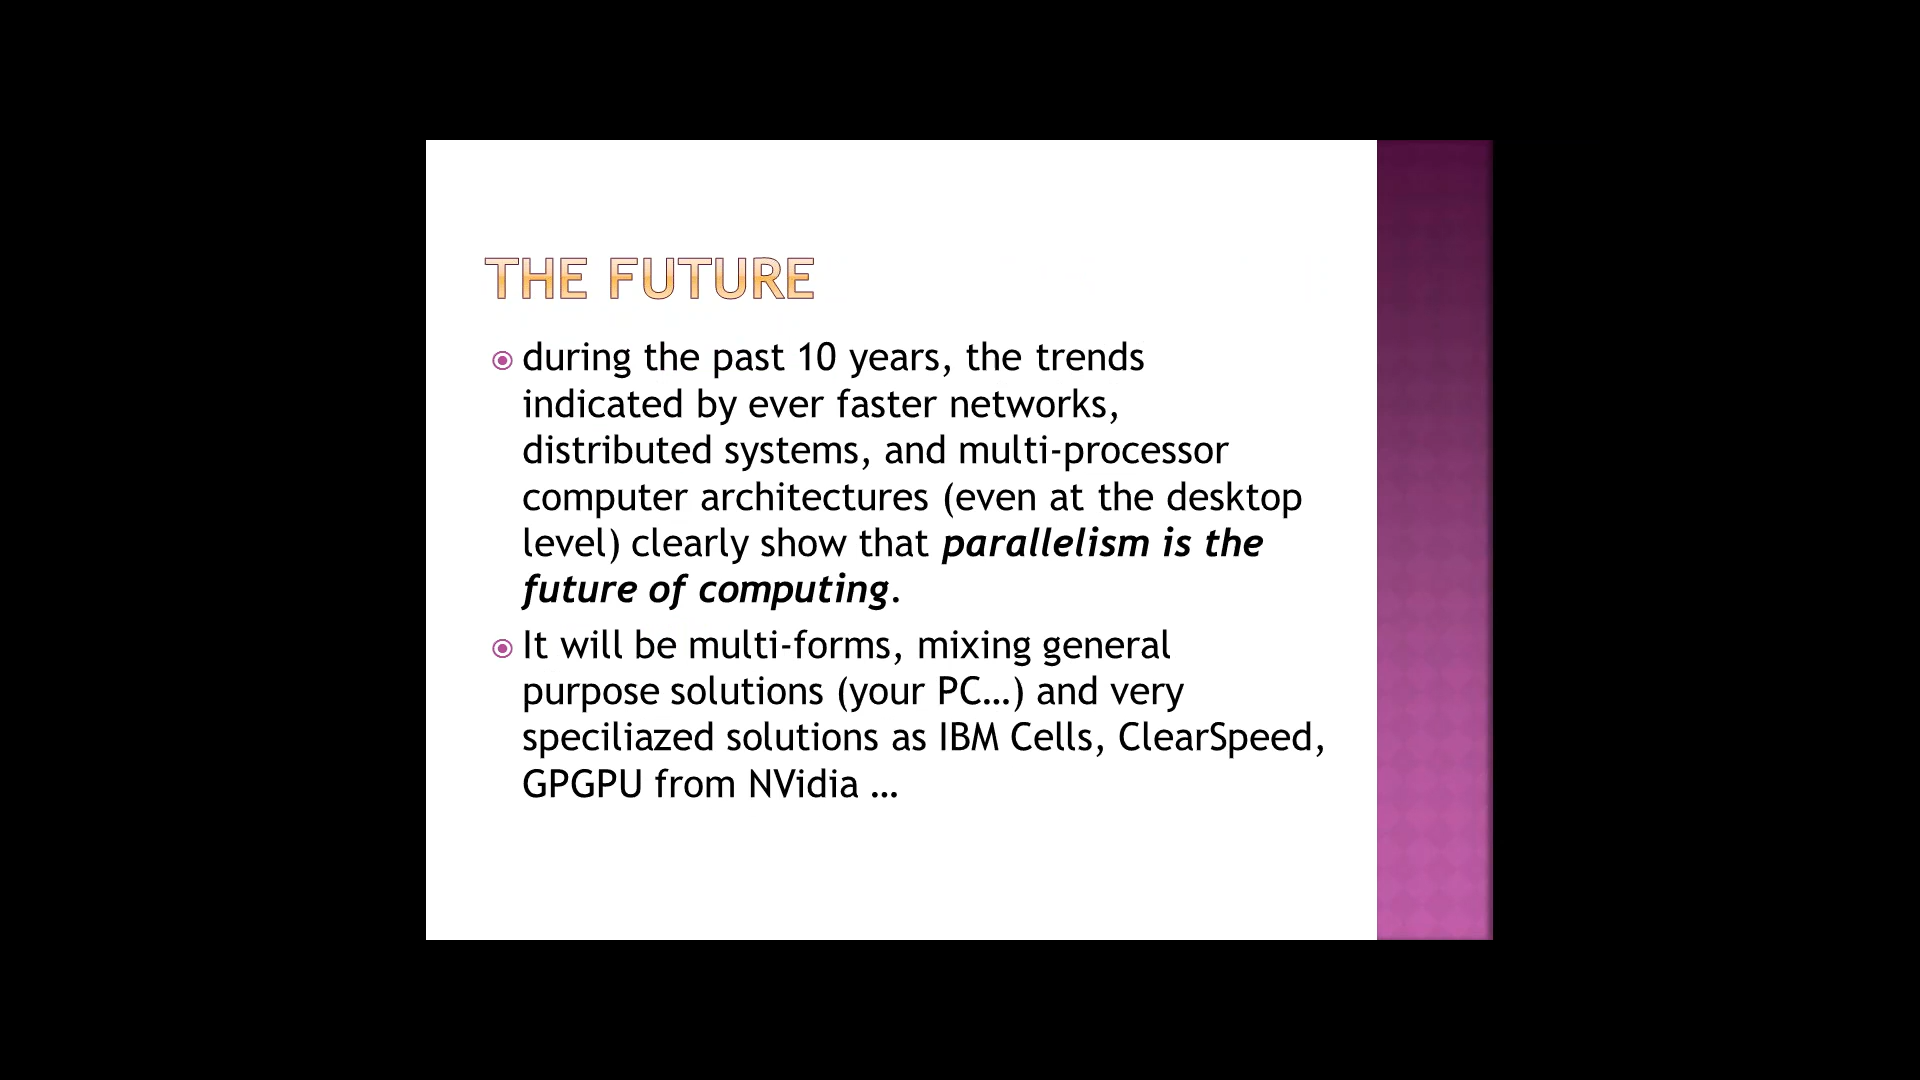 THE FUTURE
during the past 10 years, the trends
indicated by ever faster networks,
distributed systems, and multi-processor
computer architectures (even at the desktop
level) clearly show that parallelism is the
future of computing.
It will be multi-forms, mixing general
purpose solutions (your PC…) and very
speciliazed solutions as IBM Cells, ClearSpeed,
GPGPU from NVidia …